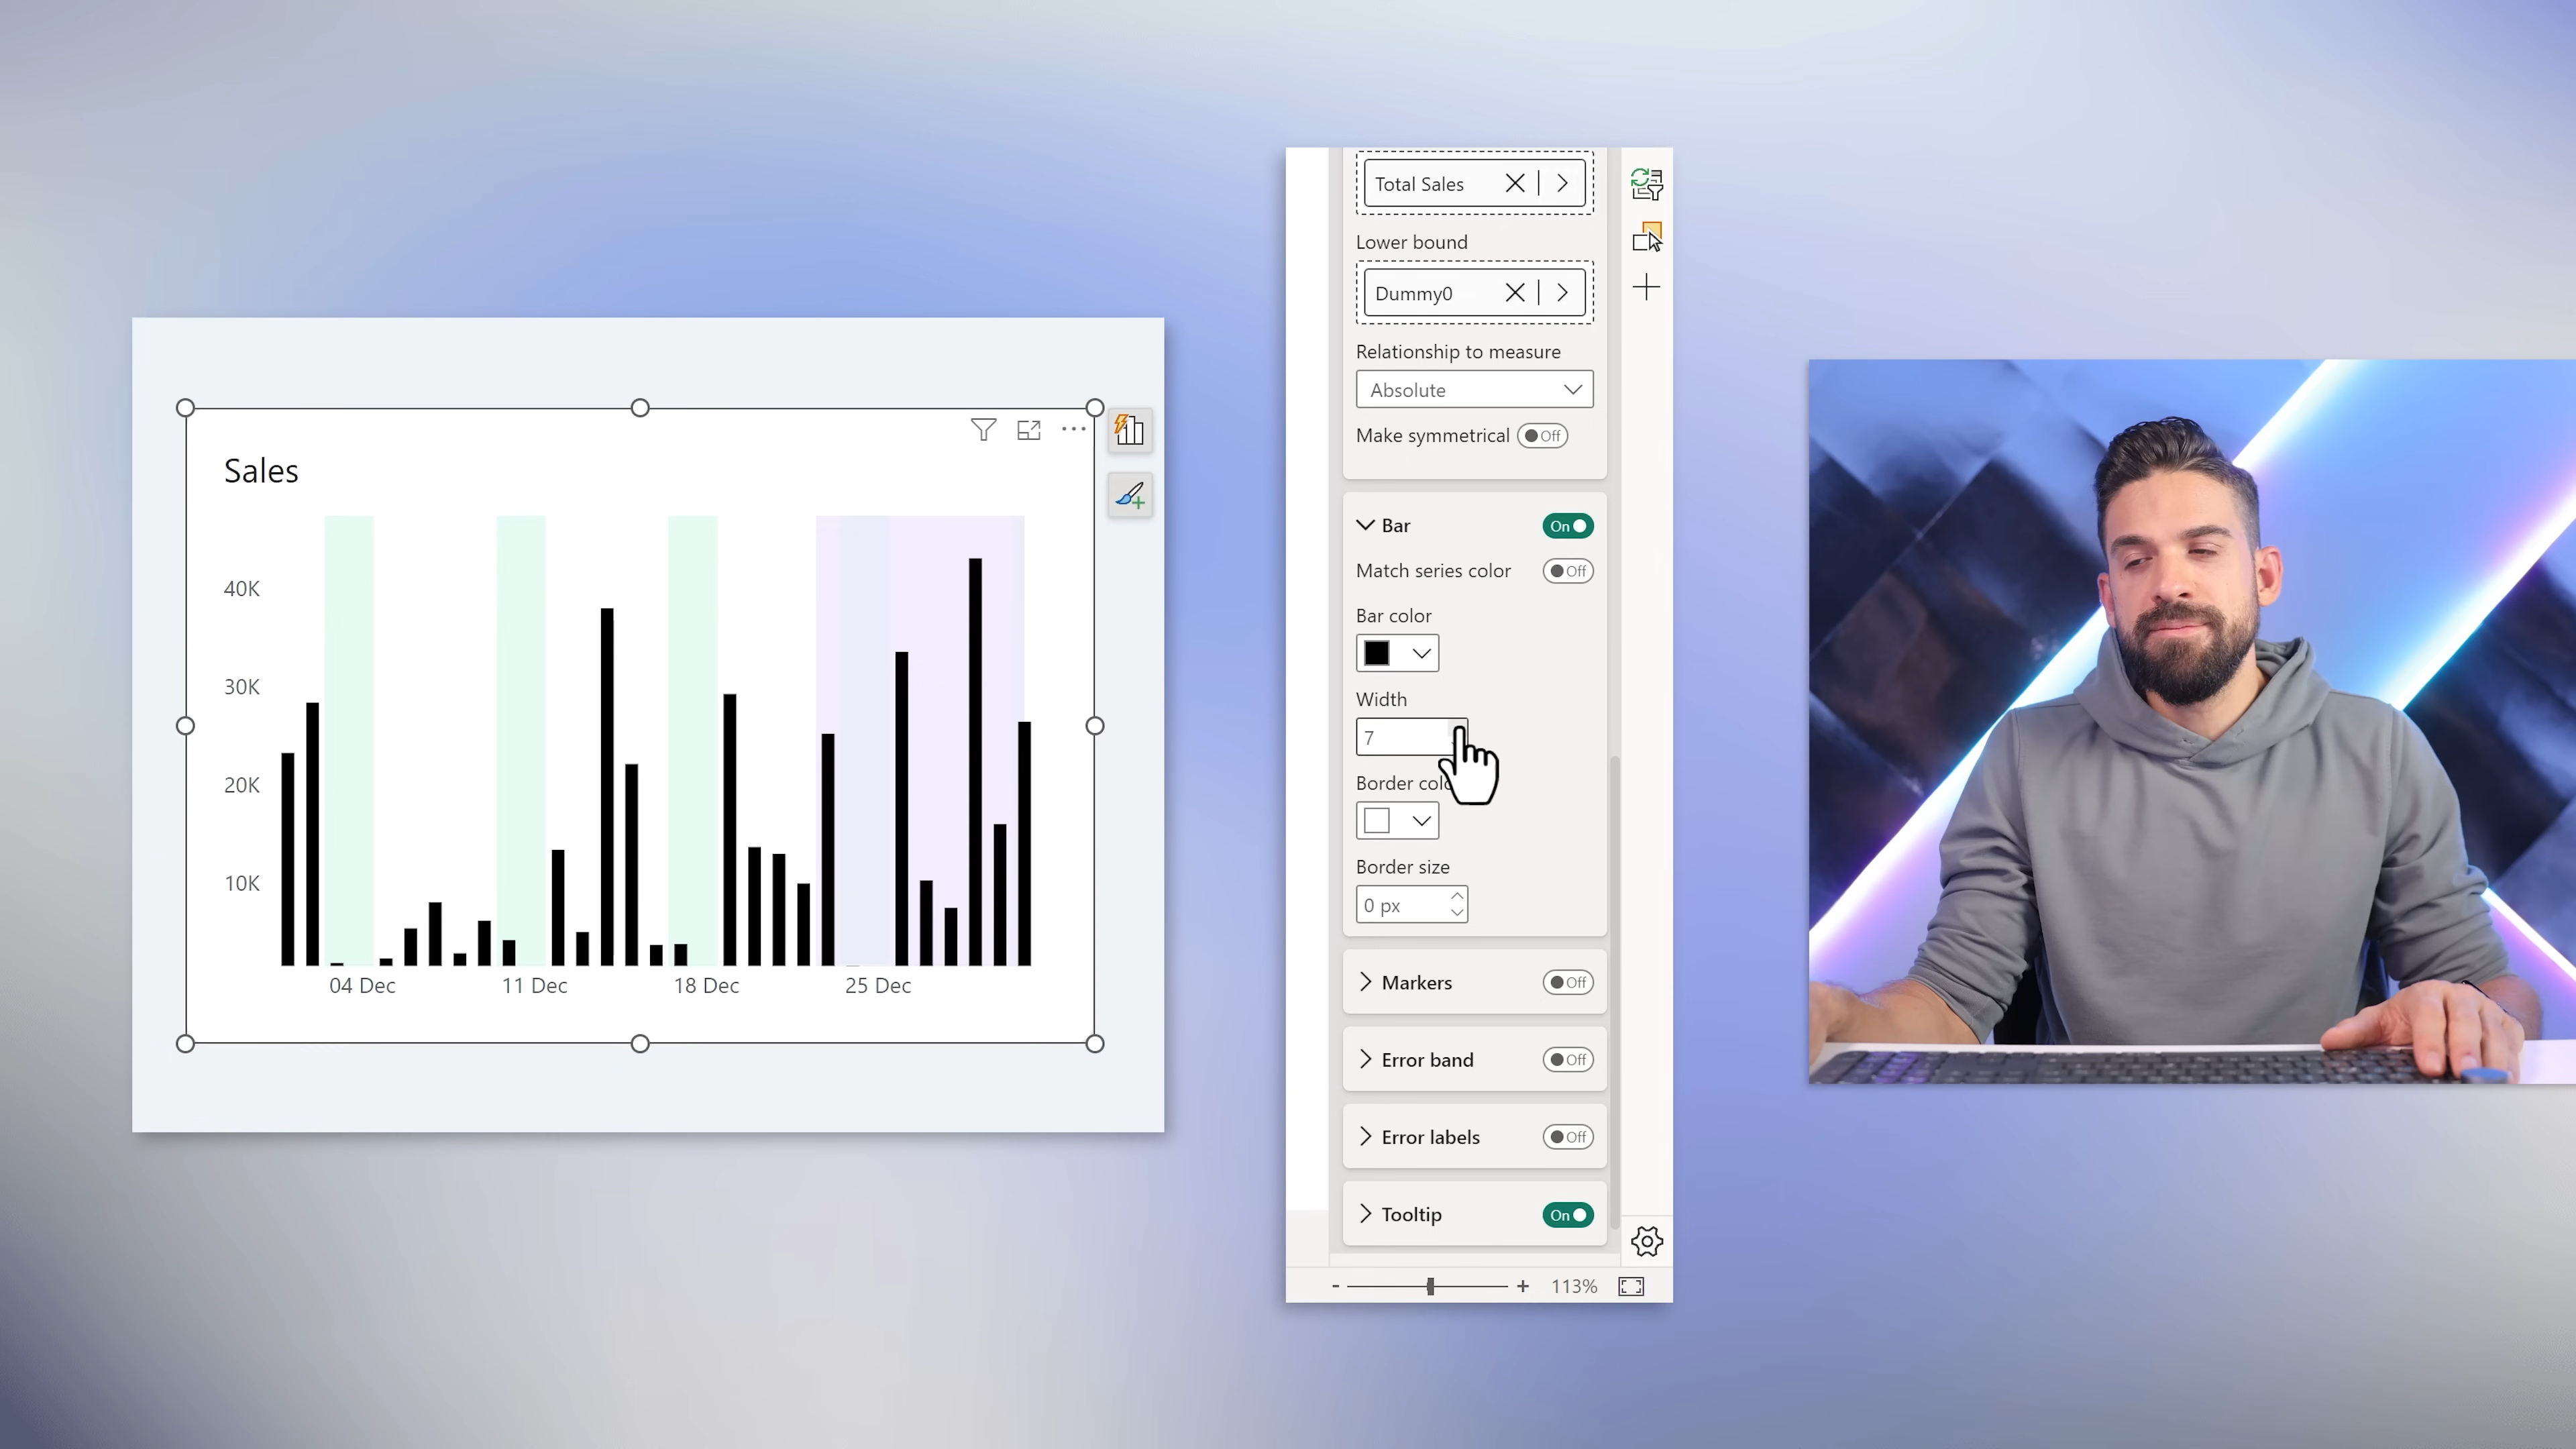 Sales
40K
30K
20K
10K
04 Dec
11 Dec
18 Dec
25 Dec
Total Sales
Lower bound
Dummy0
Relationship to measure
Absolute
Make symmetrical Off
Bar On
Match series color Off
Bar color
Width
7
Border
Border size
0 px
Markers Off
Error band Off
Error labels Off
Tooltip On
- + 113%